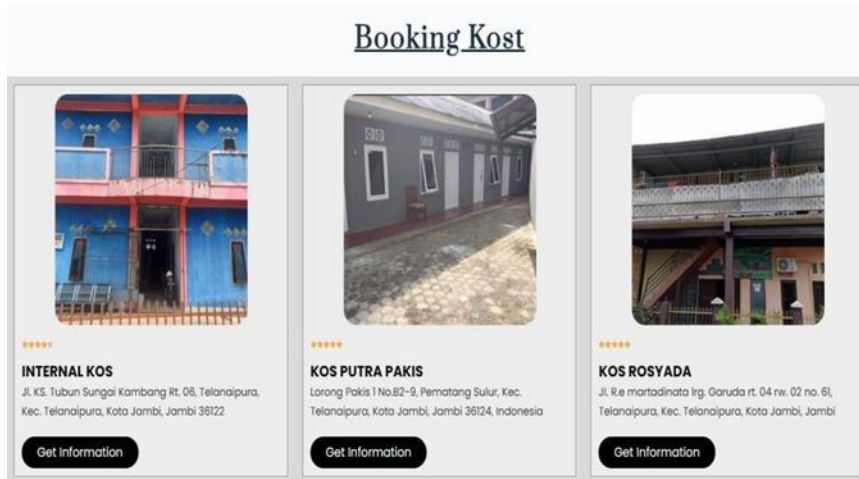 Booking Kost
INTERNAL KOS
Jl. KS. Tubun Sungai Kambang Rt. 06, Telanaipura,
Kec. Telanaipura, Kota Jambi, Jambi 36122
Get Information
KOS PUTRA PAKIS
Lorong Pakis 1 No.B2-9, Pematang Sulur, Kec.
Telanaipura, Kota Jambi, Jambi 36124, Indonesia
Get Information
KOS ROSYADA
Jl. R.e martadinata lrg. Garuda rt. 04 rw. 02 no. 61,
Telanaipura, Kec. Telanaipura, Kota Jambi, Jambi
Get Information